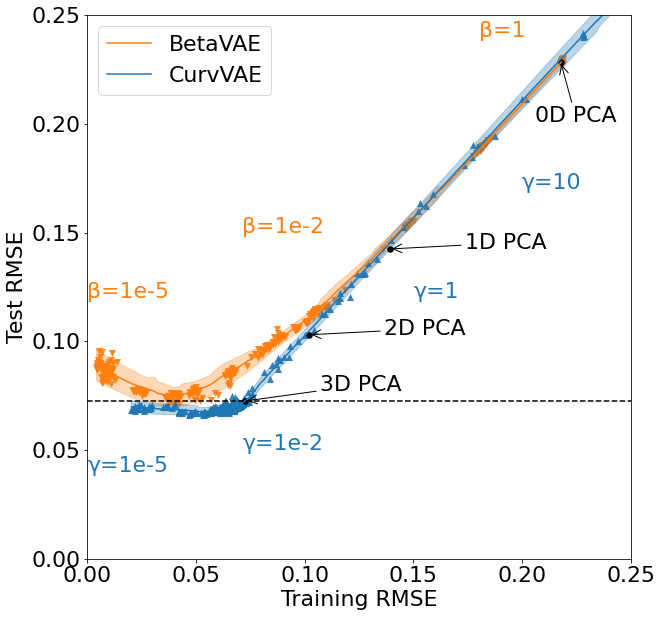 0.25
β=1
BetaVAE
CurvVAE
0D PCA
0.20
γ=10
β=1e-2
0.15
1D PCA
β=1e-5
γ=1
Test RMSE
2D PCA
0.10
3D PCA
0.05
γ=1e-2
γ=1e-5
0.00
0.00 0.05 0.10 0.15 0.20 0.25
Training RMSE